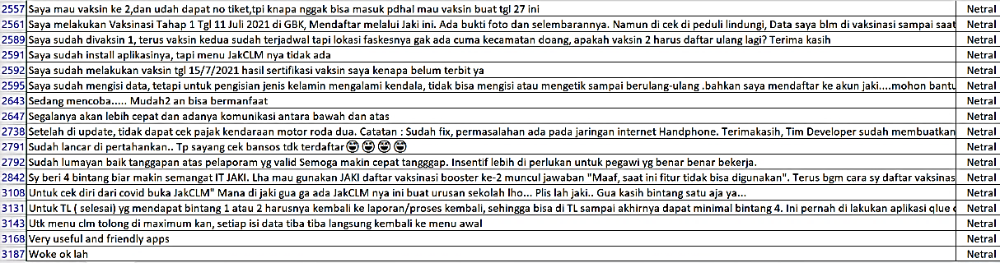 2557 Saya mau vaksin ke 2,dan udah dapat no tiket,tpi knapa nggak bisa masuk pdhal mau vaksin buat tgl 27 ini Netral
2561 Saya melakukan Vaksinasi Tahap 1 Tgl 11 Juli 2021 di GBK, Mendaftar melalui Jaki ini. Ada bukti foto dan selembarannya. Namun di cek di peduli lindungi, Data saya blm di vaksinasi sampai saat Netral
2589 Saya sudah divaksin 1, terus vaksin kedua sudah terjadwal tapi lokasi faskesnya gak ada cuma kecamatan doang, apakah vaksin 2 harus daftar ulang lagi? Terima kasih Netral
2591 Saya sudah install aplikasinya, tapi menu JakCLM nya tidak ada Netral
2592 Saya sudah melakukan vaksin tgl 15/7/2021 hasil sertifikasi vaksin saya kenapa belum terbit ya Netral
2595 Saya sudah mengisi data, tetapi untuk pengisian jenis kelamin mengalami kendala, tidak bisa mengisi atau mengetik sampai berulang-ulang .bahkan saya mendaftar ke akun jaki....mohon bantu Netral
2643 Sedang mencoba..... Mudah2 an bisa bermanfaat Netral
2647 Segalanya akan lebih cepat dan adanya komunikasi antara bawah dan atas Netral
2738 Setelah di update, tidak dapat cek pajak kendaraan motor roda dua. Catatan : Sudah fix, permasalahan ada pada jaringan internet Handphone. Terimakasih, Tim Developer sudah membuatkan Netral
2791 Sudah lancar di pertahankan.. Tp sayang cek bansos tdk terdaftar😂😂😂😂 Netral
2792 Sudah lumayan baik tanggapan atas pelaporam yg valid Semoga makin cepat tangggap. Insentif lebih di perlukan untuk pegawi yg benar benar bekerja. Netral
2842 Sy beri 4 bintang biar makin semangat IT JAKI. Lha mau gunakan JAKI daftar vaksinasi booster ke-2 muncul jawaban "Maaf, saat ini fitur tidak bisa digunakan". Terus bgm cara sy daftar vaksinas Netral
3108 Untuk cek diri dari covid buka JakCLM" Mana di jaki gua ga ada JakCLM nya ini buat urusan sekolah lho... Plis lah jaki.. Gua kasih bintang satu aja ya... Netral
3131 Untuk TL ( selesai) yg mendapat bintang 1 atau 2 harusnya kembali ke laporan/proses kembali, sehingga bisa di TL sampai akhirnya dapat minimal bintang 4. Ini pernah di lakukan aplikasi qlue Netral
3143 Utk menu clm tolong di maximum kan, setiap isi data tiba tiba langsung kembali ke menu awal Netral
3168 Very useful and friendly apps Netral
3187 Woke ok lah Netral